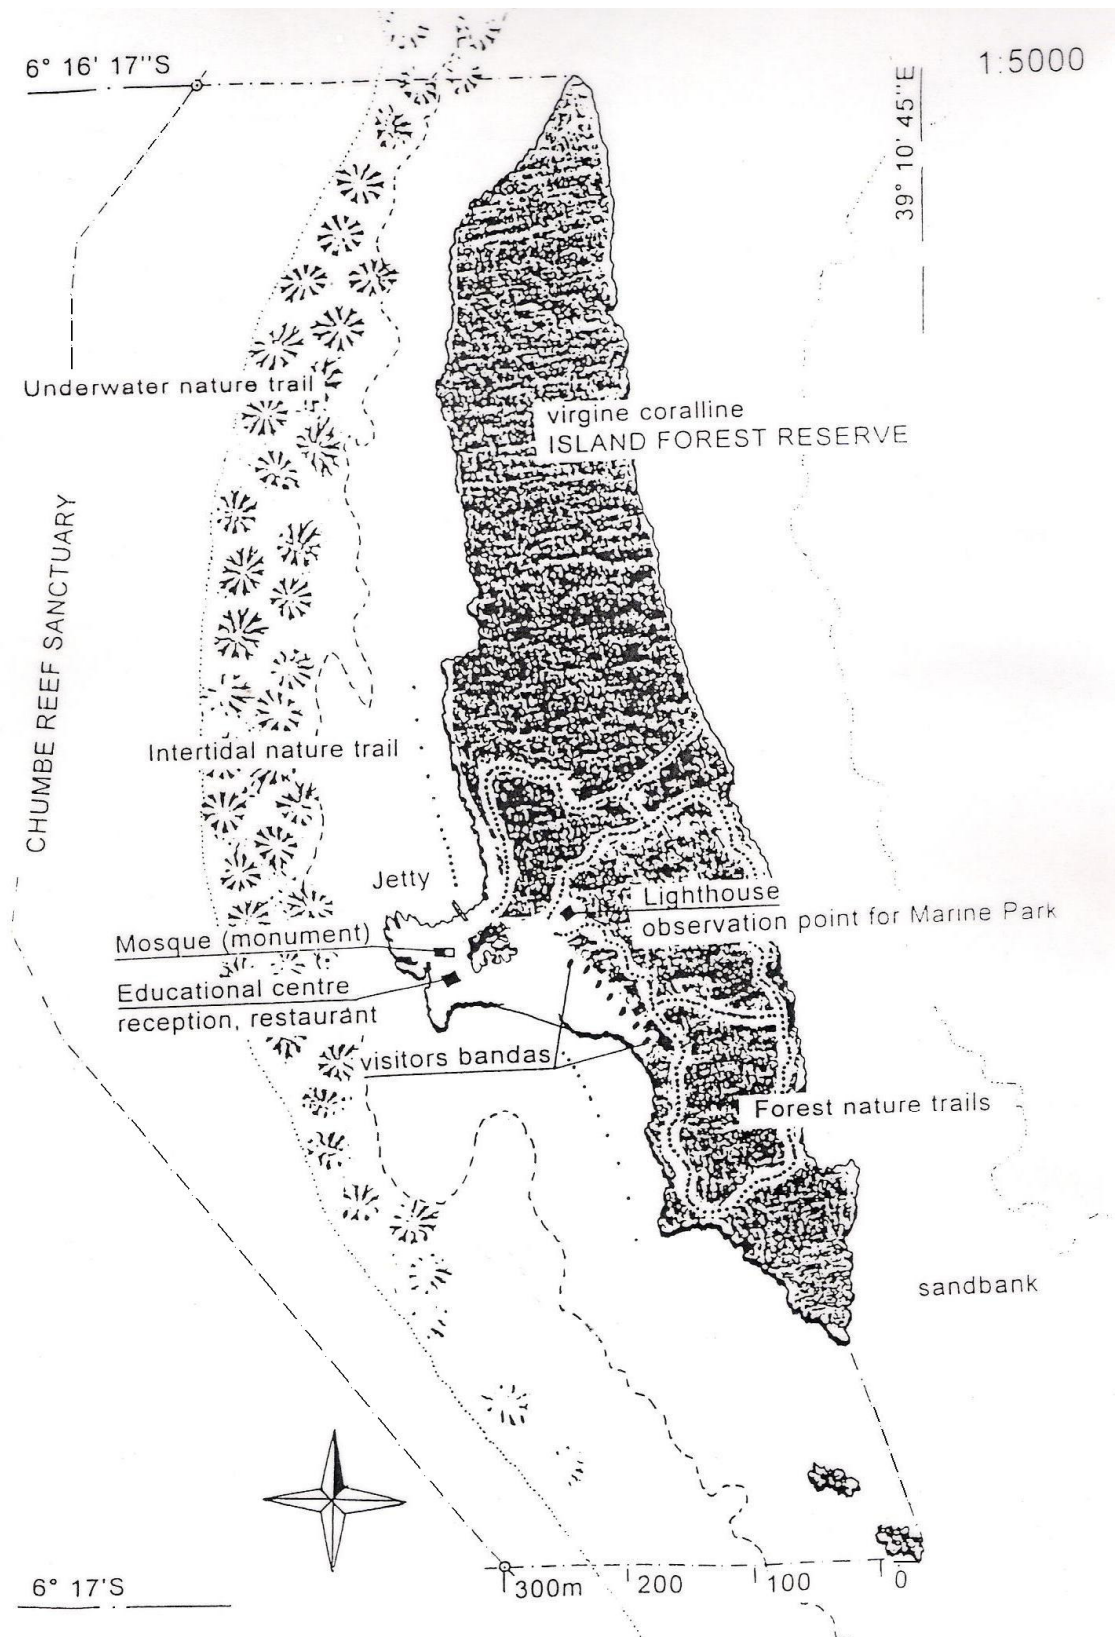 6° 16' 17"S
1:5000
39° 10' 45"E
Underwater nature trail
virgine coralline
ISLAND FOREST RESERVE
CHUMBE REEF SANCTUARY
Intertidal nature trail
Jetty
Lighthouse
observation point for Marine Park
Mosque (monument)
Educational centre
reception, restaurant
visitors bandas
Forest nature trails
sandbank
300m 200 100 0
6° 17'S